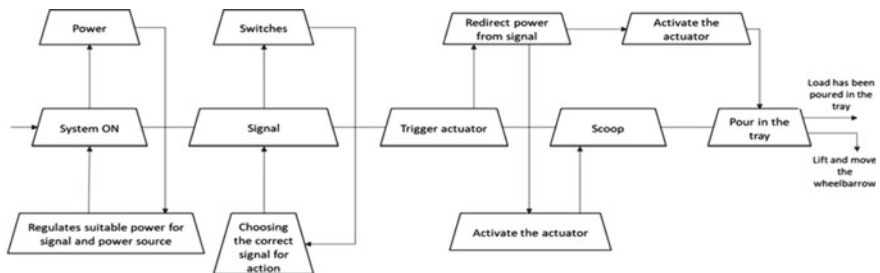 Power
Switches
Redirect power
from signal
Activate the
actuator
Load has been
poured in the
tray
System ON
Signal
Trigger actuator
Scoop
Pour in the
tray
Lift and move
the
wheelbarrow
Regulates suitable power for
signal and power source
Choosing
the correct
signal for
action
Activate the actuator